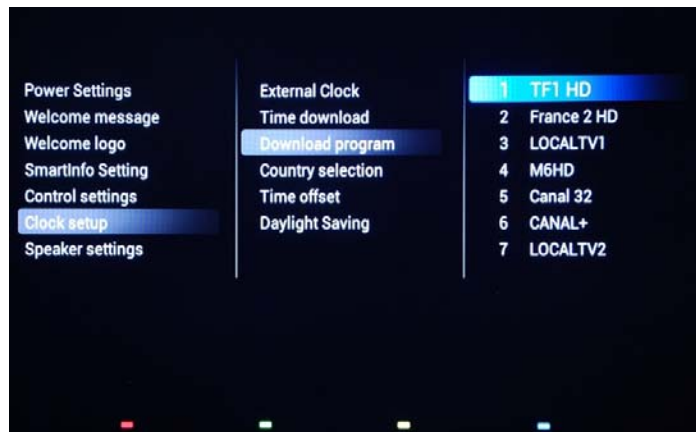 Power Settings
Welcome message
Welcome logo
SmartInfo Setting
Control settings
Clock setup
Speaker settings
External Clock
Time download
Download program
Country selection
Time offset
Daylight Saving
1 TF1 HD
2 France 2 HD
3 LOCALTV1
4 M6HD
5 Canal 32
6 CANAL+
7 LOCALTV2